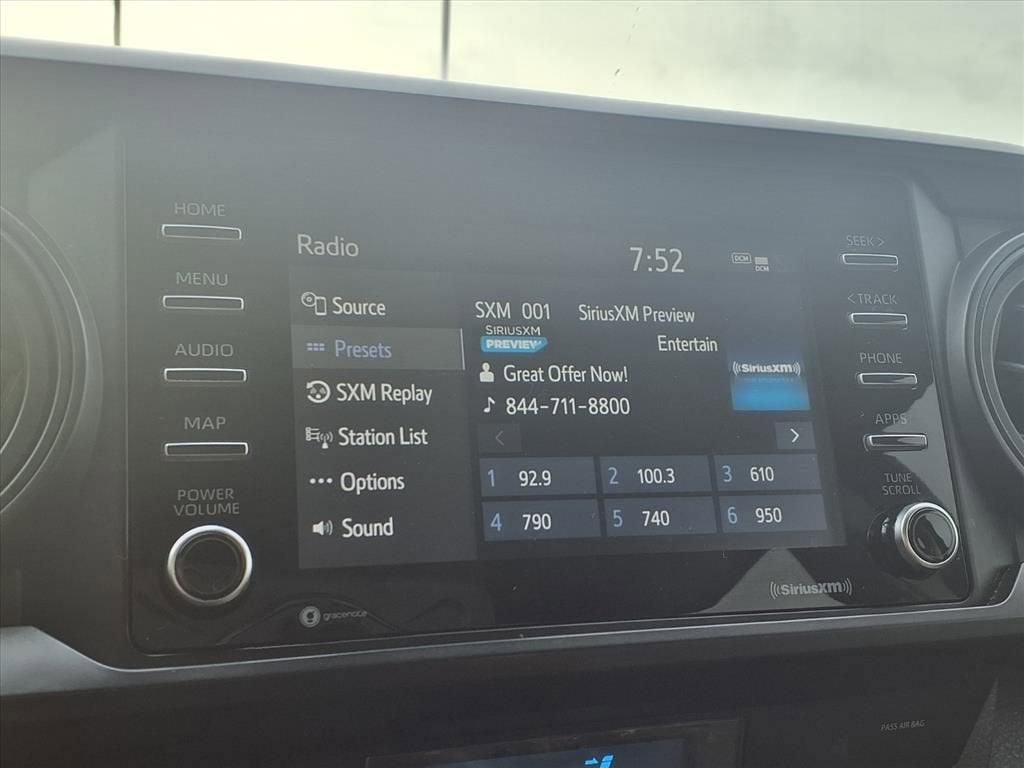 HOME
MENU
AUDIO
MAP
POWER
VOLUME
Radio
7:52
DCM
DCM
Source
Presets
SXM Replay
Station List
Options
Sound
SXM 001 SiriusXM Preview
SIRIUSXM
PREVIEW
Entertain
Great Offer Now!
844-711-8800
((SiriusXM))
<
>
1 92.9
2 100.3
3 610
4 790
5 740
6 950
SEEK >
< TRACK
PHONE
APPS
TUNE
SCROLL
gracenote
((SiriusXM))
PASS AIR BAG